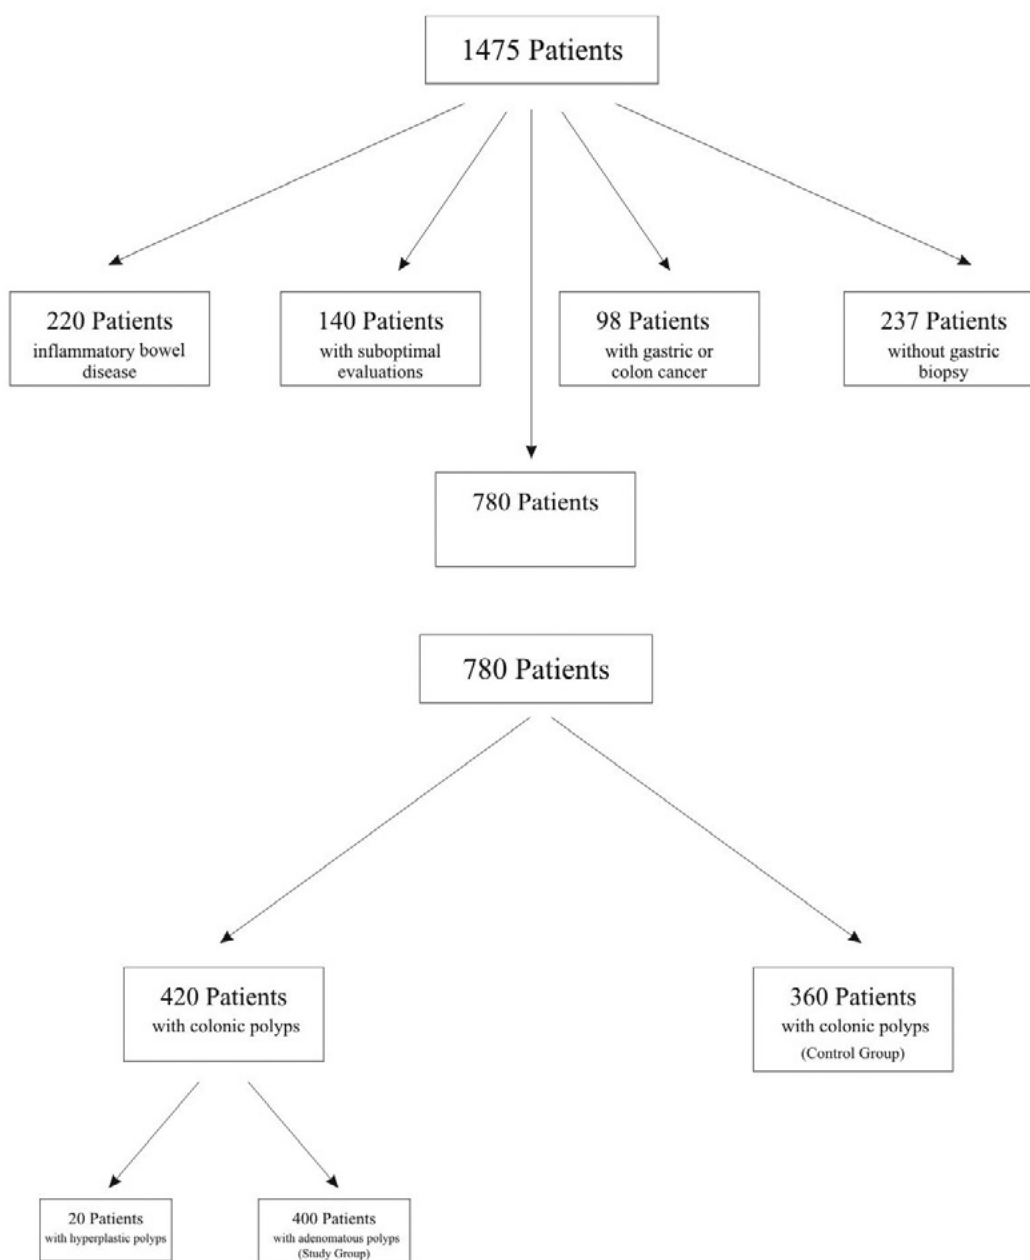 1475 Patients
220 Patients
inflammatory bowel
disease
140 Patients
with suboptimal
evaluations
98 Patients
with gastric or
colon cancer
237 Patients
without gastric
biopsy
780 Patients
780 Patients
420 Patients
with colonic polyps
360 Patients
with colonic polyps
(Control Group)
20 Patients
with hyperplastic polyps
400 Patients
with adenomatous polyps
(Study Group)